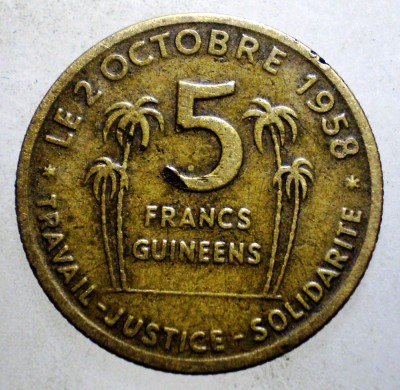 LE 2 OCTOBRE 1958
5
FRANCS
GUINEENS
* TRAVAIL-JUSTICE-SOLIDARITE *